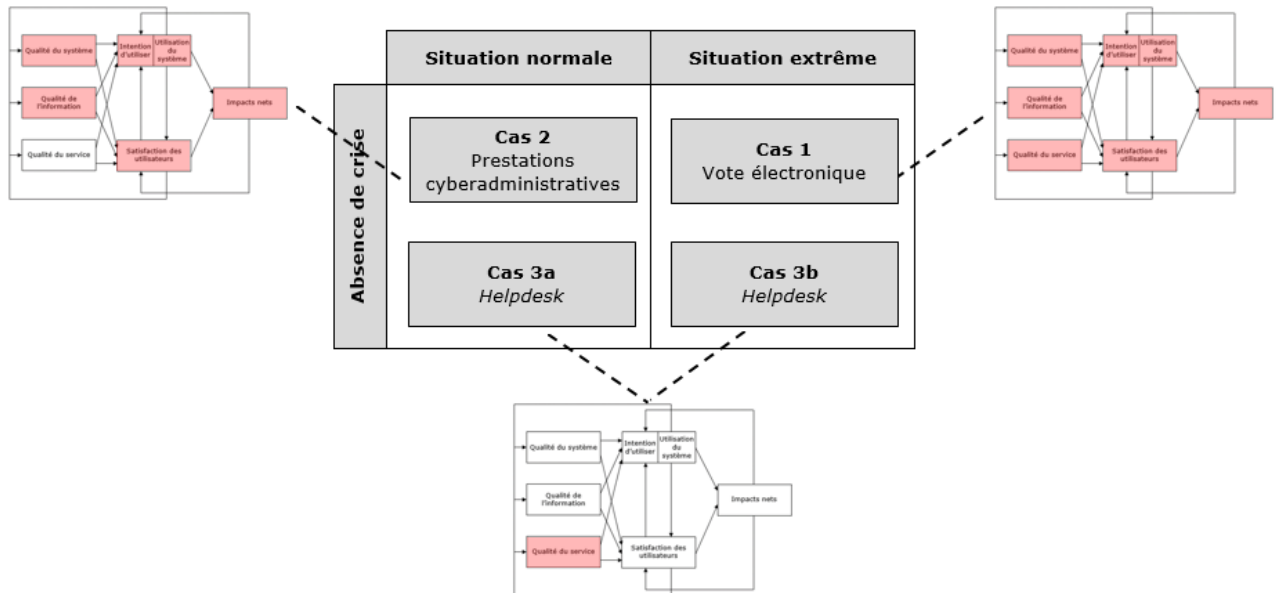 Qualité du système
Intention
d'utiliser
Utilisation
du
système
Qualité de
l'information
Impacts nets
Qualité du service
Satisfaction des
utilisateurs
Situation normale
Situation extrême
Absence de crise
Cas 2
Prestations
cyberadministratives
Cas 1
Vote électronique
Cas 3a
Helpdesk
Cas 3b
Helpdesk
Qualité du système
Intention
d'utiliser
Utilisation
du
système
Qualité de
l'information
Impacts nets
Qualité du service
Satisfaction des
utilisateurs
Qualité du système
Intention
d'utiliser
Utilisation
du
système
Qualité de
l'information
Impacts nets
Qualité du service
Satisfaction des
utilisateurs